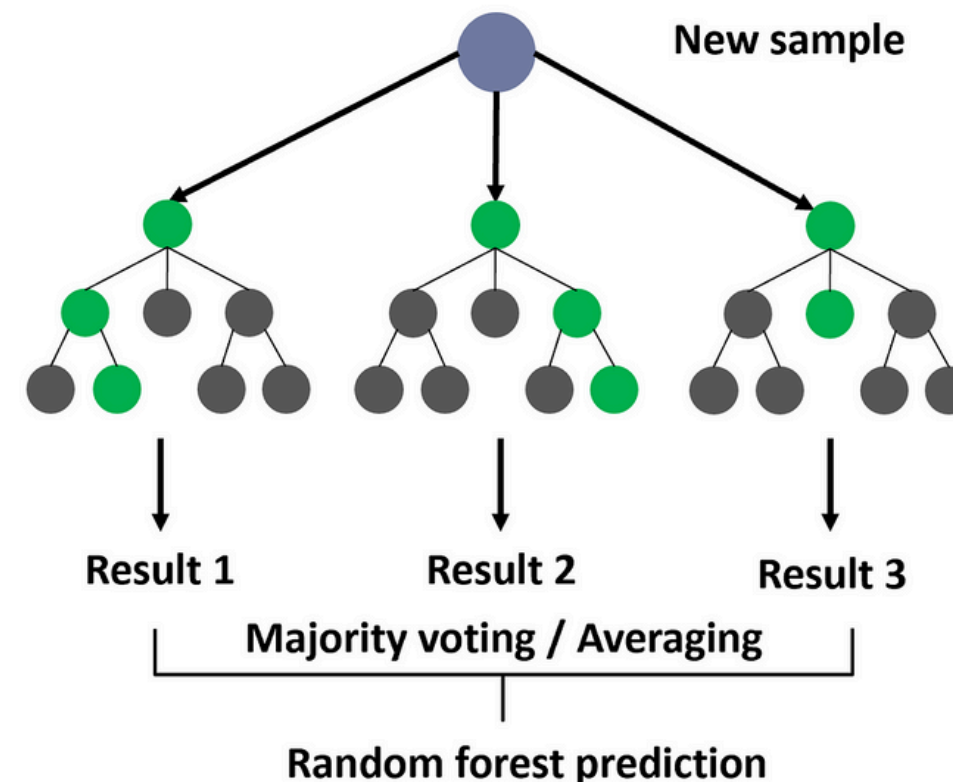 New sample
Result 1
Result 2
Result 3
Majority voting / Averaging
Random forest prediction